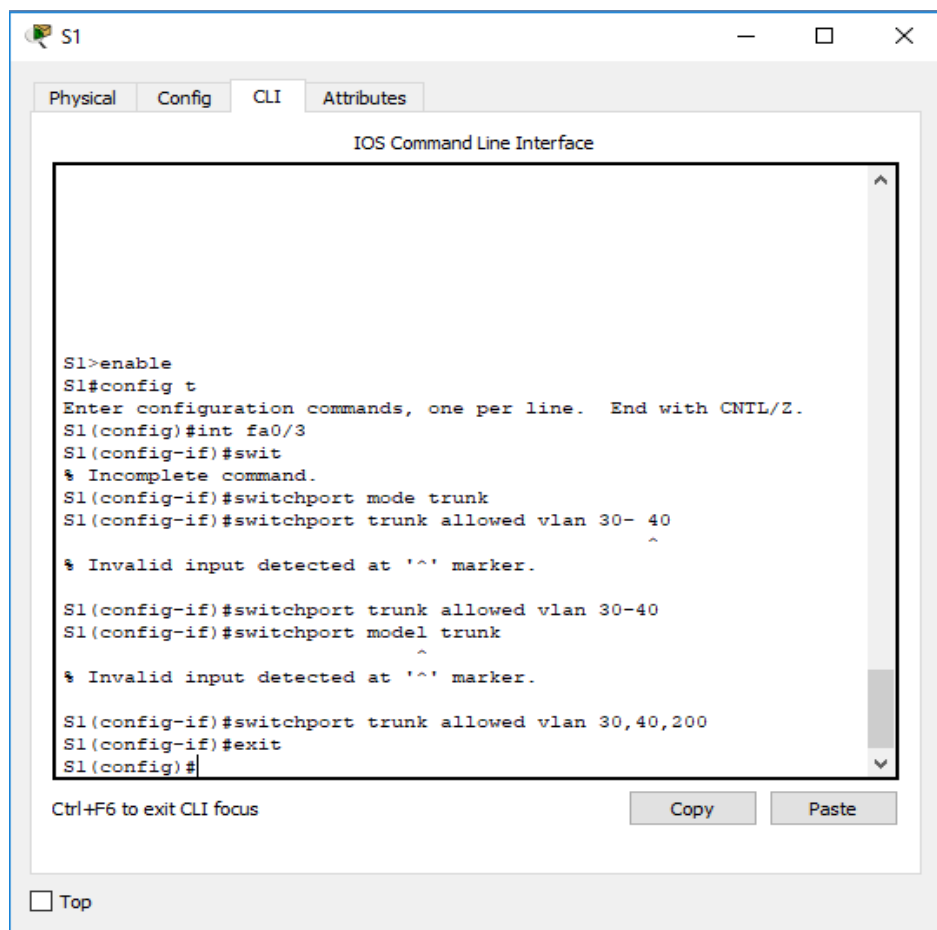 S1
Physical Config CLI Attributes
IOS Command Line Interface
S1>enable
S1#config t
Enter configuration commands, one per line.  End with CNTL/Z.
S1(config)#int fa0/3
S1(config-if)#swit
% Incomplete command.
S1(config-if)#switchport mode trunk
S1(config-if)#switchport trunk allowed vlan 30- 40
^
% Invalid input detected at '^' marker.
S1(config-if)#switchport trunk allowed vlan 30-40
S1(config-if)#switchport model trunk
^
% Invalid input detected at '^' marker.
S1(config-if)#switchport trunk allowed vlan 30,40,200
S1(config-if)#exit
S1(config)#
Ctrl+F6 to exit CLI focus Copy Paste
Top